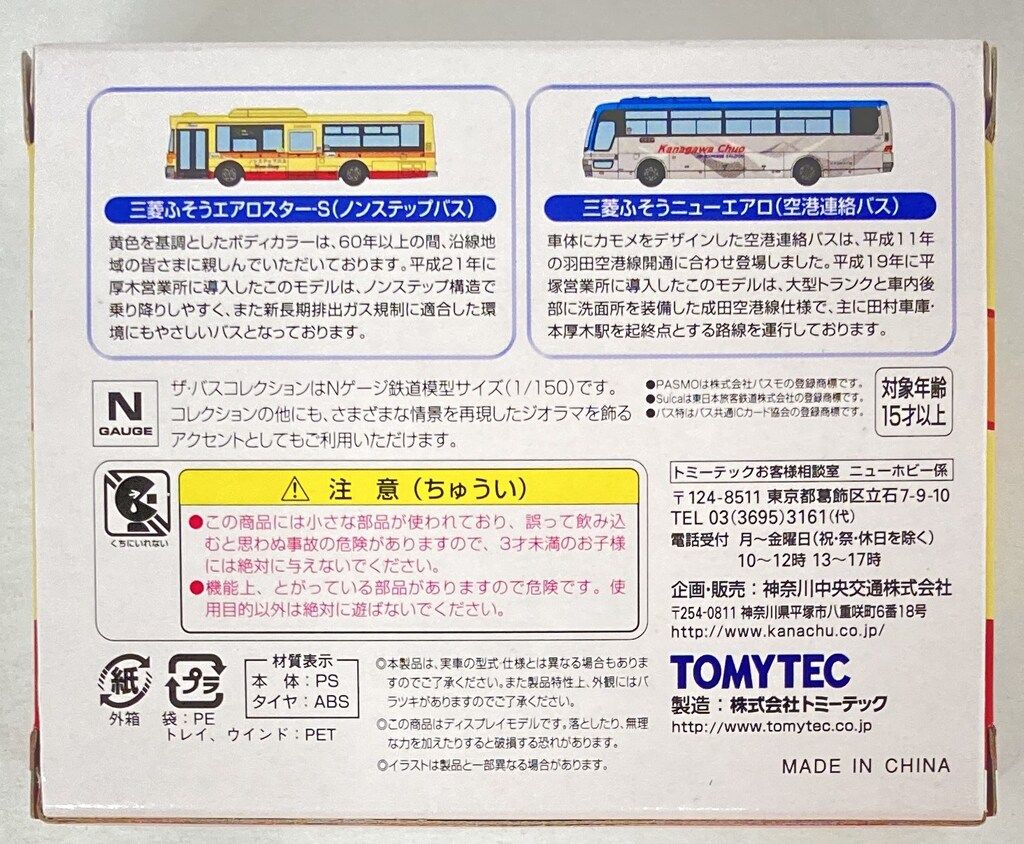 Kanagawa Chuo
三菱ふそうエアロスター-S(ノンステップバス)
黄色を基調としたボディカラーは、60年以上の間、沿線地
域の皆さまに親しんでいただいております。平成21年に
厚木営業所に導入したこのモデルは、ノンステップ構造で
乗り降りしやすく、また新長期排出ガス規制に適合した環
境にもやさしいバスとなっております。
三菱ふそうニューエアロ(空港連絡バス)
車体にカモメをデザインした空港連絡バスは、平成11年
の羽田空港線開通に合わせ登場しました。平成19年に平
塚営業所に導入したこのモデルは、大型トランクと車内後
部に洗面所を装備した成田空港線仕様で、主に田村車庫・
本厚木駅を起終点とする路線を運行しております。
N
GAUGE
ザ・バスコレクションはNゲージ鉄道模型サイズ(1/150)です。
コレクションの他にも、さまざまな情景を再現したジオラマを飾る
アクセントとしてもご利用いただけます。
●PASMOは株式会社パスモの登録商標です。
●Suicaは東日本旅客鉄道株式会社の登録商標です。
●バス特はバス共通ICカード協会の登録商標です。
対象年齢
15才以上
くちにいれない
⚠ 注 意(ちゅうい)
●この商品には小さな部品が使われており、誤って飲み込
むと思わぬ事故の危険がありますので、3才未満のお子様
には絶対に与えないでください。
●機能上、とがっている部品がありますので危険です。使
用目的以外は絶対に遊ばないでください。
トミーテックお客様相談室 ニューホビー係
〒124-8511 東京都葛飾区立石7-9-10
TEL 03(3695)3161(代)
電話受付 月〜金曜日(祝・祭・休日を除く)
10〜12時 13〜17時
企画・販売:神奈川中央交通株式会社
〒254-0811 神奈川県平塚市八重咲町6番18号
http://www.kanachu.co.jp/
紙
外箱
プラ
袋:PE
トレイ、ウインド:PET
材質表示
本 体:PS
タイヤ:ABS
◎本製品は、実車の型式・仕様とは異なる場合もありま
すのでご了承ください。また製品特性上、外観にはバ
ラツキがありますのでご了承ください。
◎この商品はディスプレイモデルです。落としたり、無理
な力を加えたりすると破損する恐れがあります。
◎イラストは製品と一部異なる場合があります。
TOMYTEC
製造:株式会社トミーテック
http://www.tomytec.co.jp
MADE IN CHINA